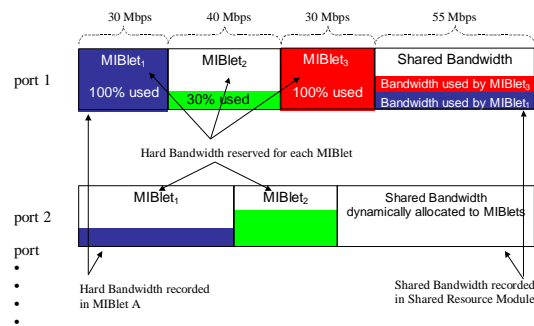 30 Mbps 40 Mbps 30 Mbps 55 Mbps
port 1
MIBlet1
100% used
MIBlet2
30% used
MIBlet3
100% used
Shared Bandwidth
Bandwidth used by MIBlet3
Bandwidth used by MIBlet1
Hard Bandwidth reserved for each MIBlet
port 2
MIBlet1
MIBlet2
Shared Bandwidth
dynamically allocated to MIBlets
port
Hard Bandwidth recorded
in MIBlet A
Shared Bandwidth recorded
in Shared Resource Module